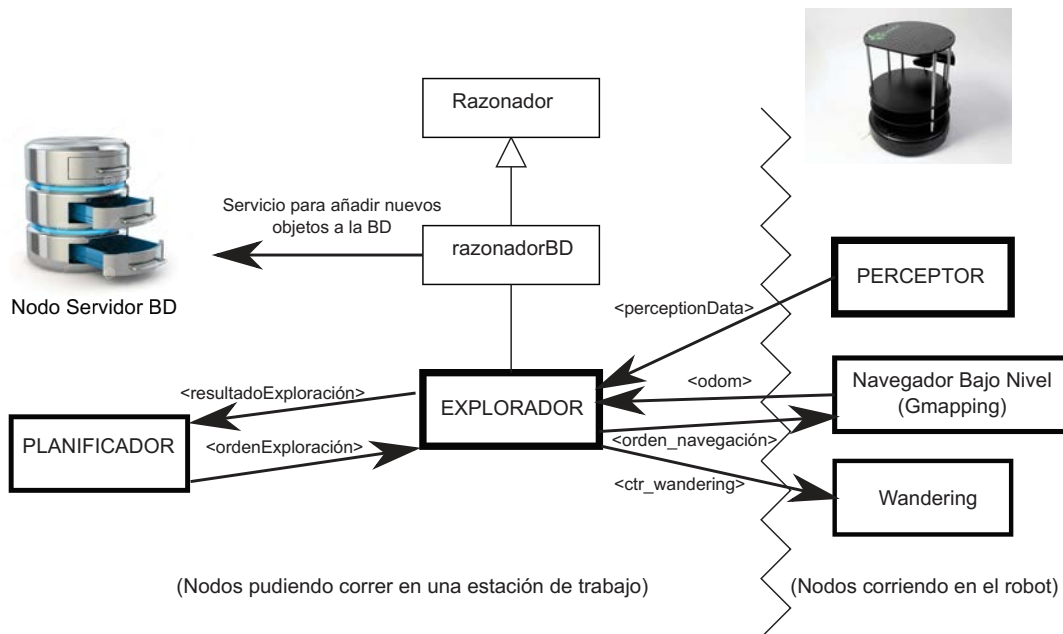 Razonador
Servicio para añadir nuevos
objetos a la BD
razonadorBD
Nodo Servidor BD
PERCEPTOR
<perceptionData>
<resultadoExploración>
EXPLORADOR
<odom>
Navegador Bajo Nivel
(Gmapping)
PLANIFICADOR
<ordenExploración>
<orden_navegación>
<ctr_wandering>
Wandering
(Nodos pudiendo correr en una estación de trabajo)
(Nodos corriendo en el robot)